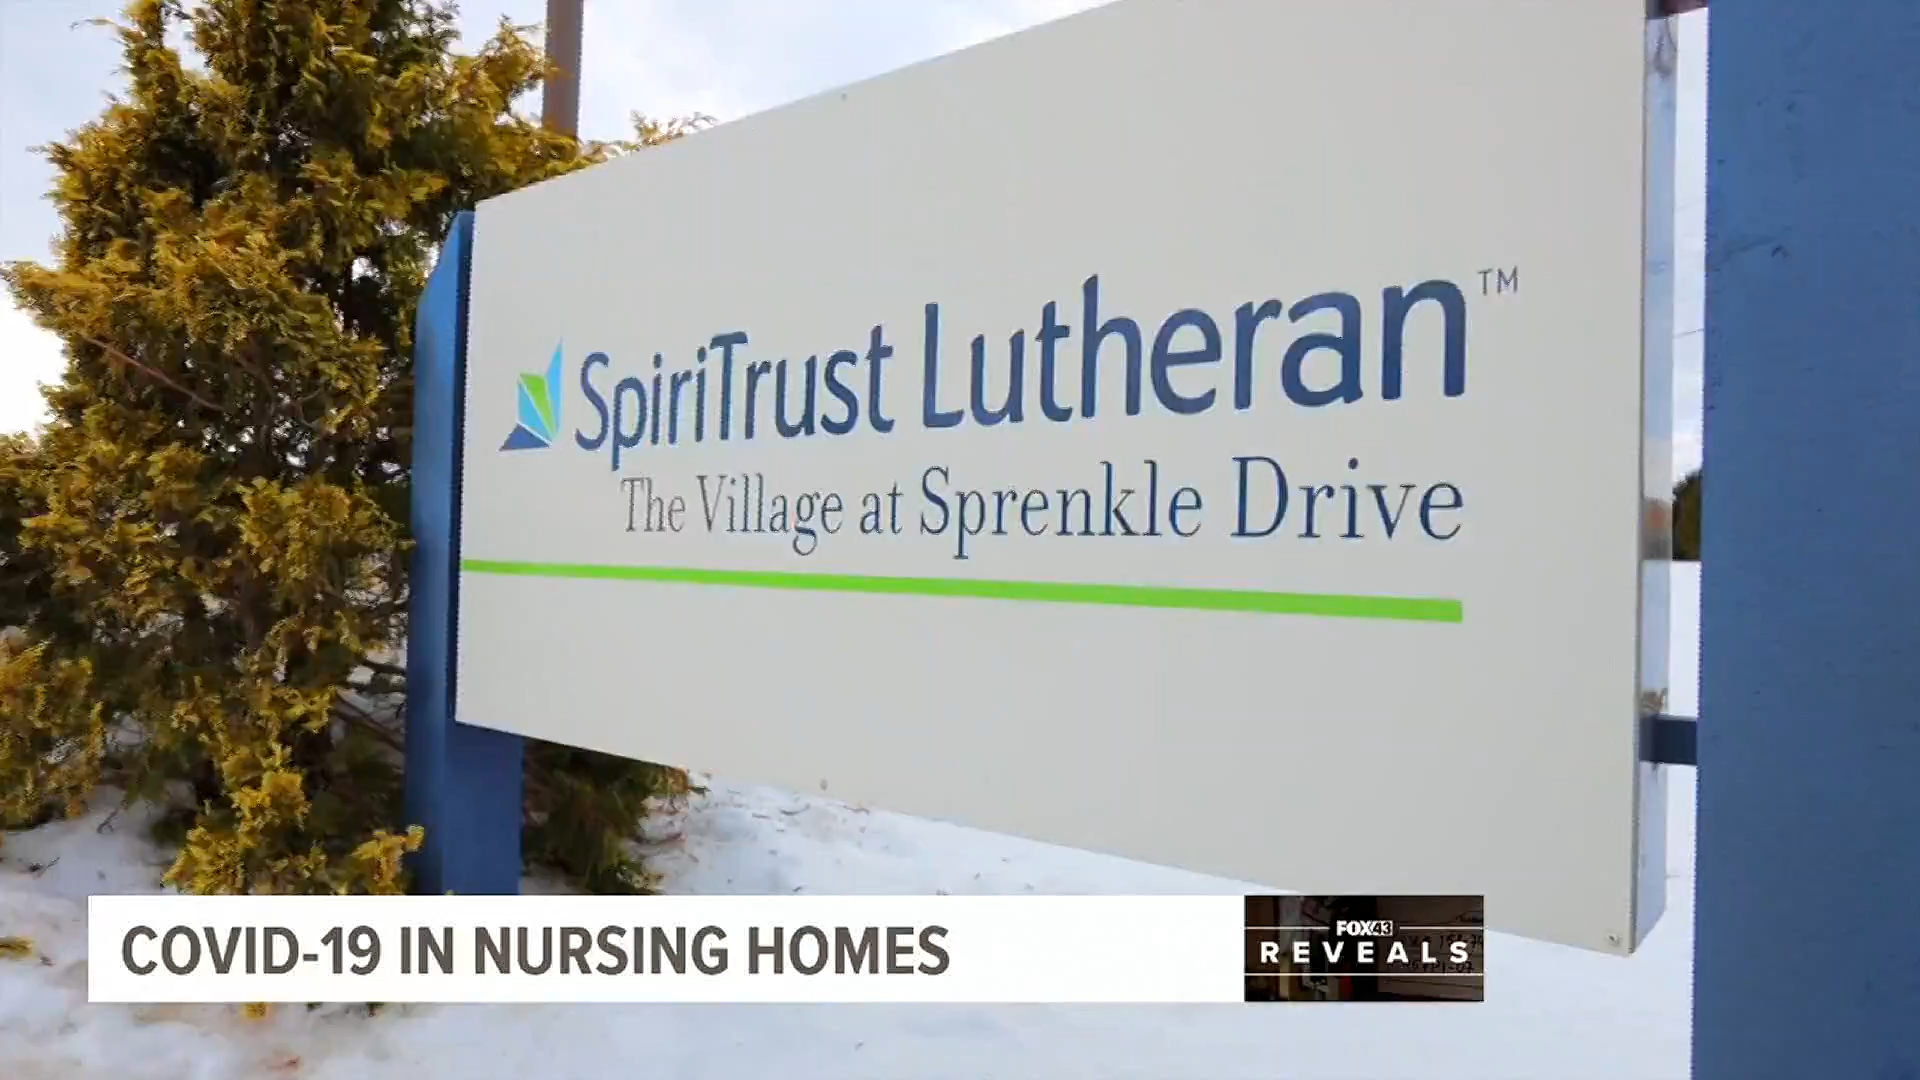 SpiriTrust Lutheran™
The Village at Sprenkle Drive
COVID-19 IN NURSING HOMES
FOX43
REVEALS